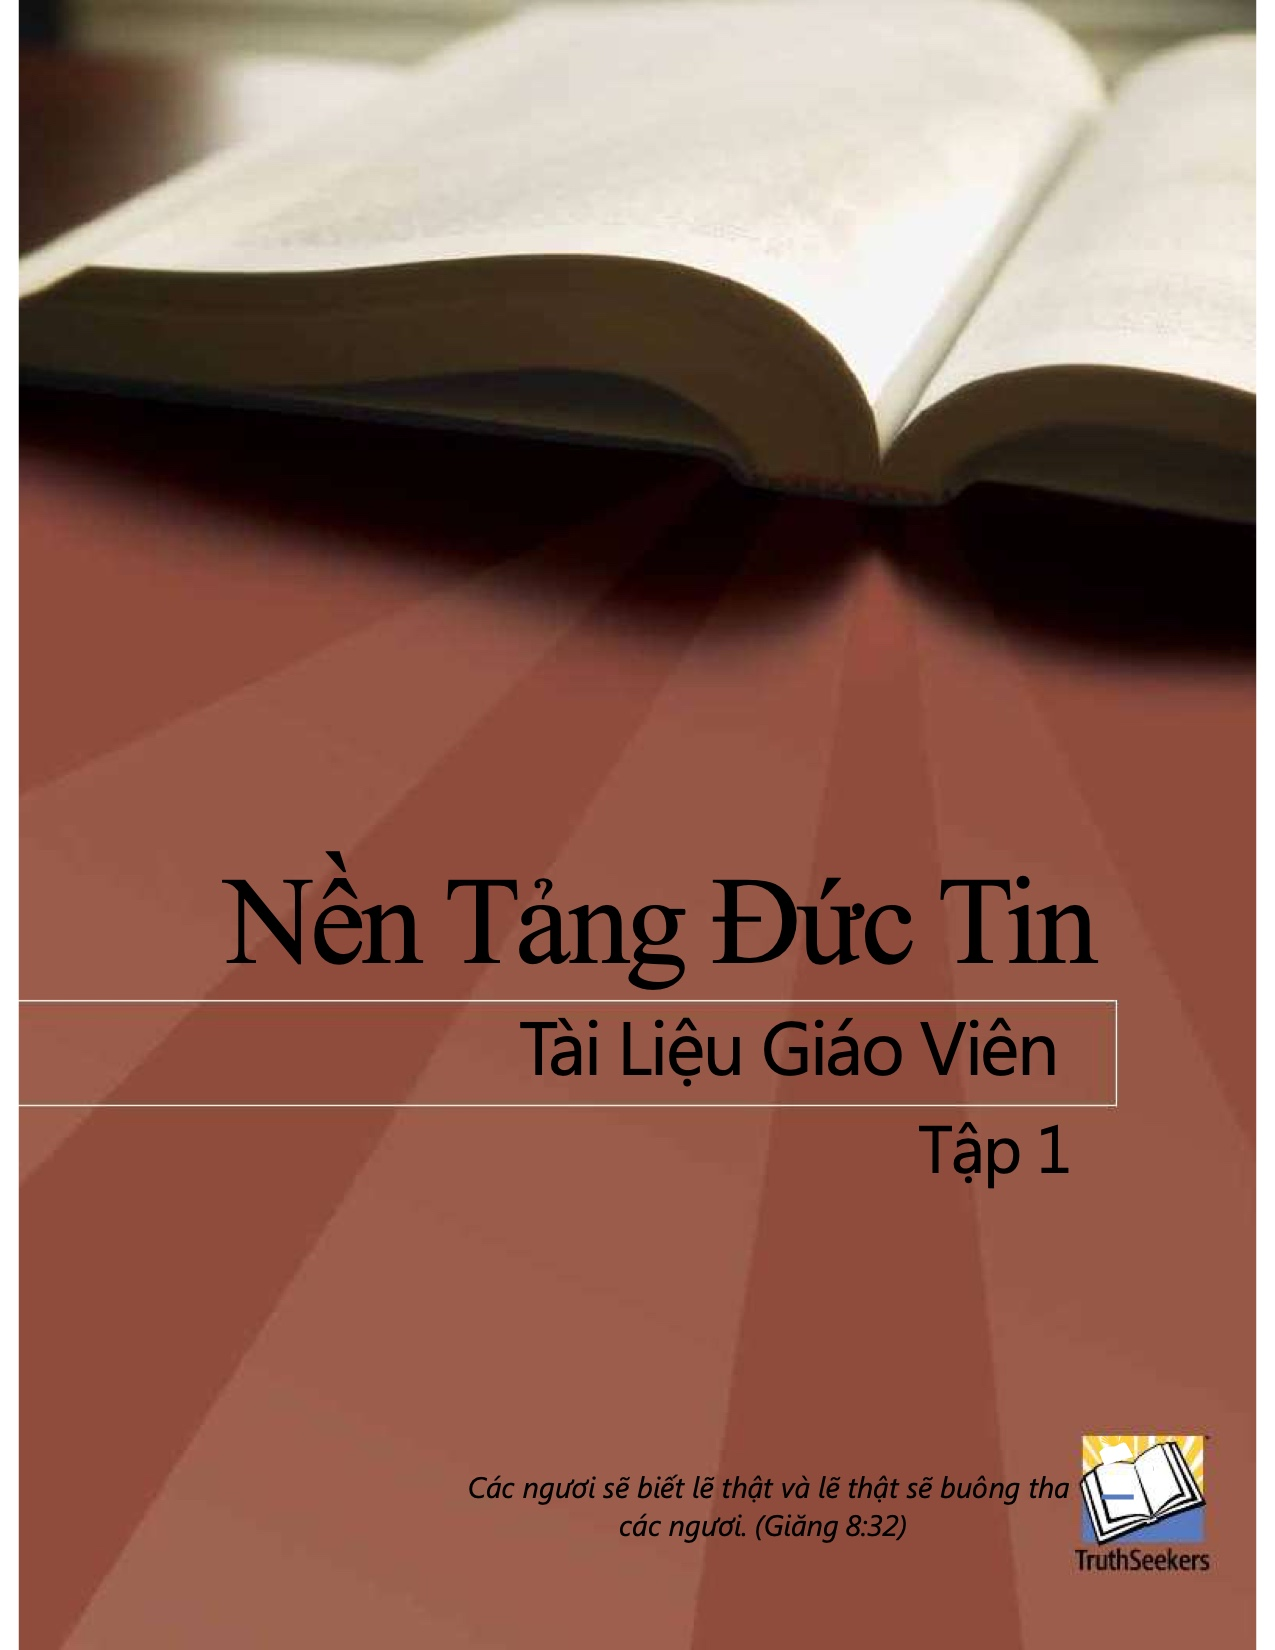 Nền Tảng Đức Tin
Tài Liệu Giáo Viên
Tập 1
Các ngươi sẽ biết lẽ thật và lẽ thật sẽ buông tha
các ngươi. (Giăng 8:32)
TruthSeekers